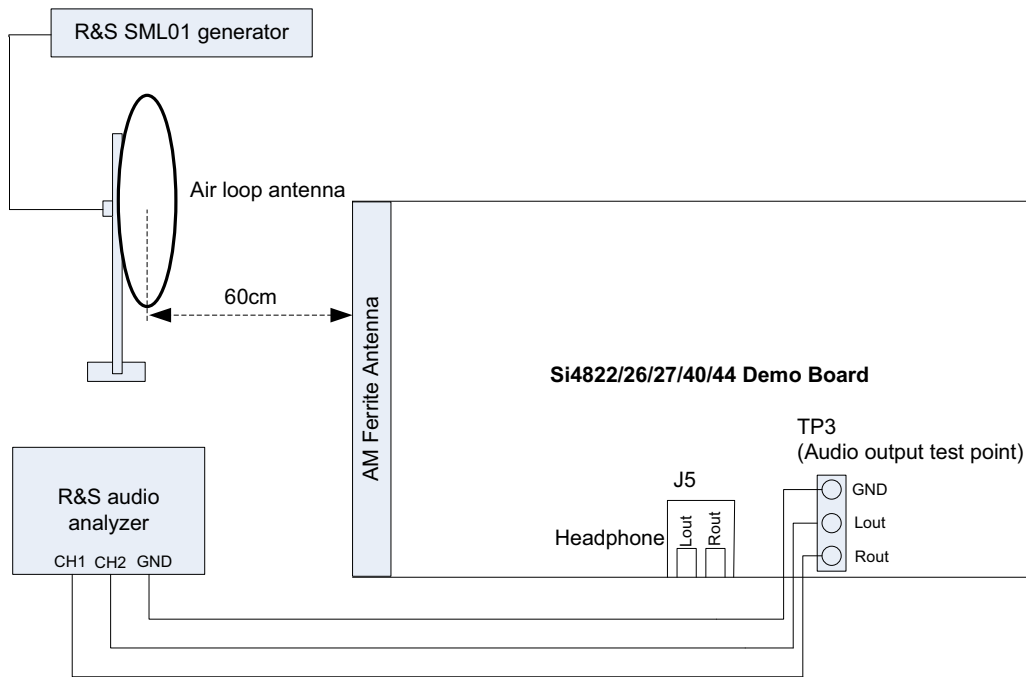 R&S SML01 generator
Air loop antenna
60cm
AM Ferrite Antenna
Si4822/26/27/40/44 Demo Board
TP3
(Audio output test point)
GND
Lout
Rout
J5
Headphone
Lout
Rout
R&S audio
analyzer
CH1 CH2 GND